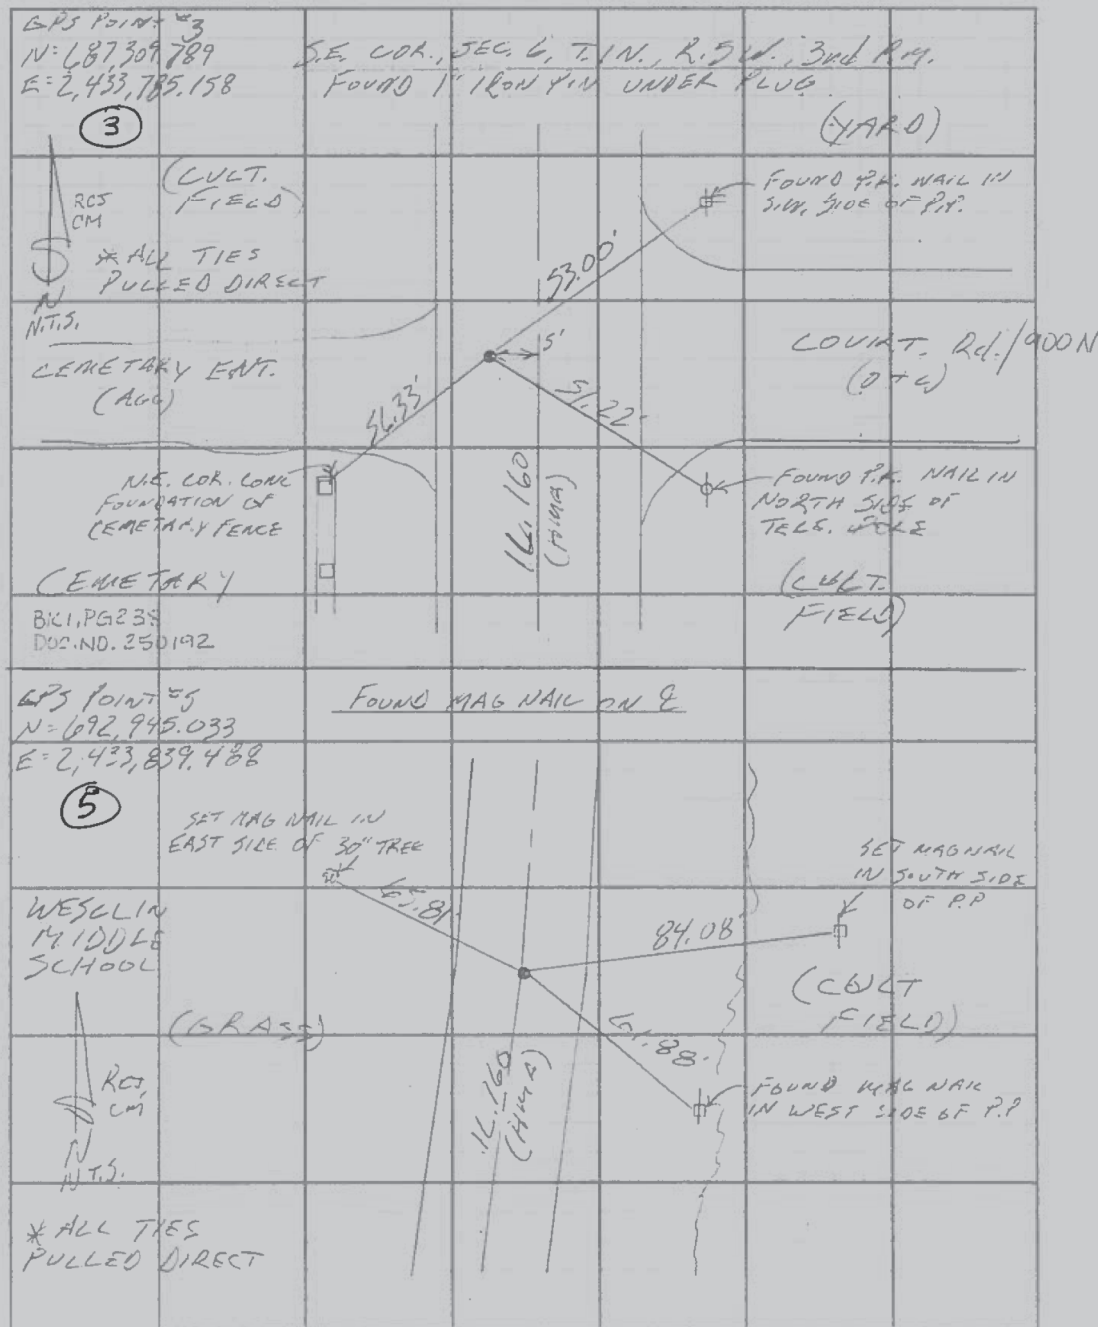 GPS POINT #3
N=687,309.789
E=2,433,785.158
3
S.E. COR., SEC. 6, T.1N., R.5W., 3rd P.M.
FOUND 1" IRON PIN UNDER PLUG
(YARD)
(CULT.
FIELD)
RCJ
CM
* ALL TIES
PULLED DIRECT
N
N.T.S.
FOUND P.K. NAIL IN
S.W. SIDE OF P.P.
53.00'
5'
COURT. Rd./900N
CEMETARY ENT.
(AGG)
56.33'
51.22'
N.E. COR. CONC
FOUNDATION OF
CEMETARY FENCE
IL. 160
(HMA)
FOUND P.K. NAIL IN
NORTH SIDE OF
TELE. POLE
CEMETARY
(CULT.
FIELD)
BK1, PG238
DOC. NO. 250192
GPS POINT #5
N=692,945.033
E=2,433,839.488
5
FOUND MAG NAIL ON ℄
SET MAG NAIL IN
EAST SIDE OF 30" TREE
SET MAG NAIL
IN SOUTH SIDE
OF P.P
65.81'
84.08'
WESCLIN
MIDDLE
SCHOOL
(CULT
FIELD)
(GRASS)
61.88'
RCJ
CM
N
N.T.S.
IL. 160
(HMA)
FOUND MAG NAIL
IN WEST SIDE OF P.P
* ALL TIES
PULLED DIRECT